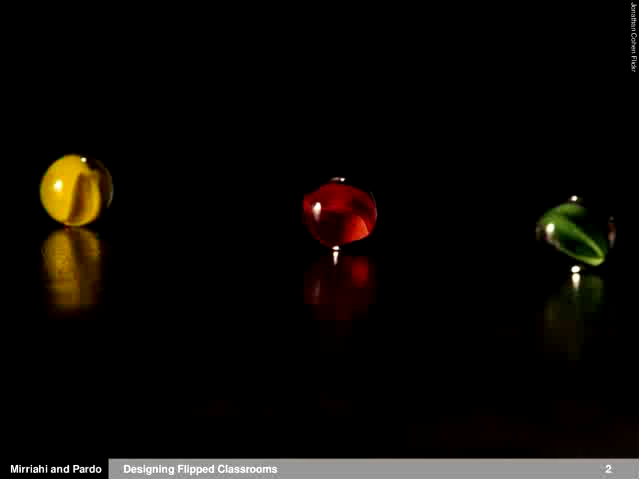 Jonathan Cohen Flickr
Mirriahi and Pardo
Designing Flipped Classrooms
2